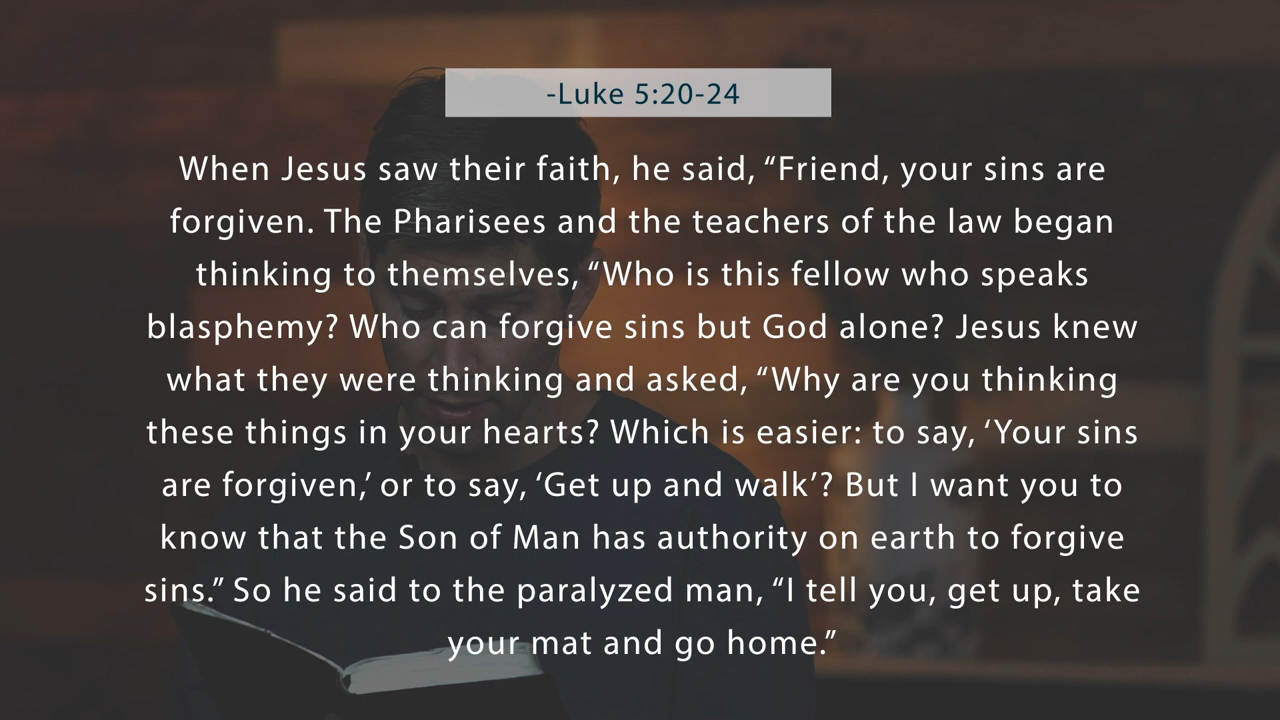 -Luke 5:20-24
When Jesus saw their faith, he said, “Friend, your sins are
forgiven. The Pharisees and the teachers of the law began
thinking to themselves, “Who is this fellow who speaks
blasphemy? Who can forgive sins but God alone? Jesus knew
what they were thinking and asked, “Why are you thinking
these things in your hearts? Which is easier: to say, ‘Your sins
are forgiven,’ or to say, ‘Get up and walk’? But I want you to
know that the Son of Man has authority on earth to forgive
sins.” So he said to the paralyzed man, “I tell you, get up, take
your mat and go home.”